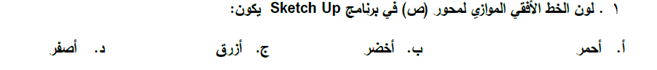 ١ . لون الخط الأفقي الموازي لمحور (ص) في برنامج Sketch Up يكون:
أ. أحمر ب. أخضر ج. أزرق د. أصفر